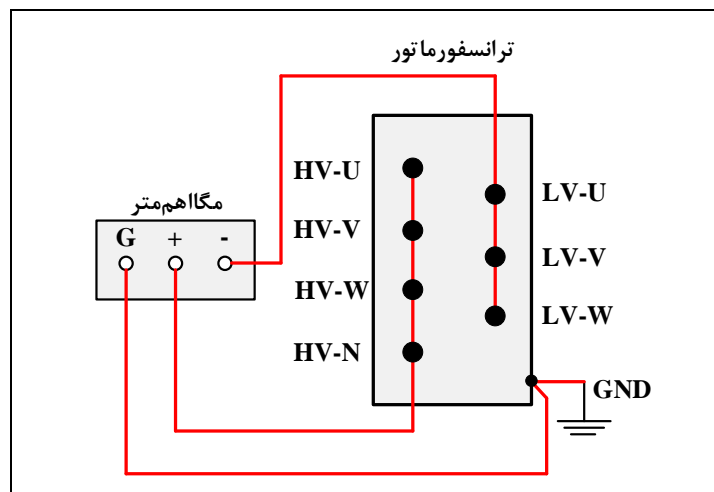 ترانسفورماتور
مگااهم‌متر
G + -
HV-U
HV-V
HV-W
HV-N
LV-U
LV-V
LV-W
GND